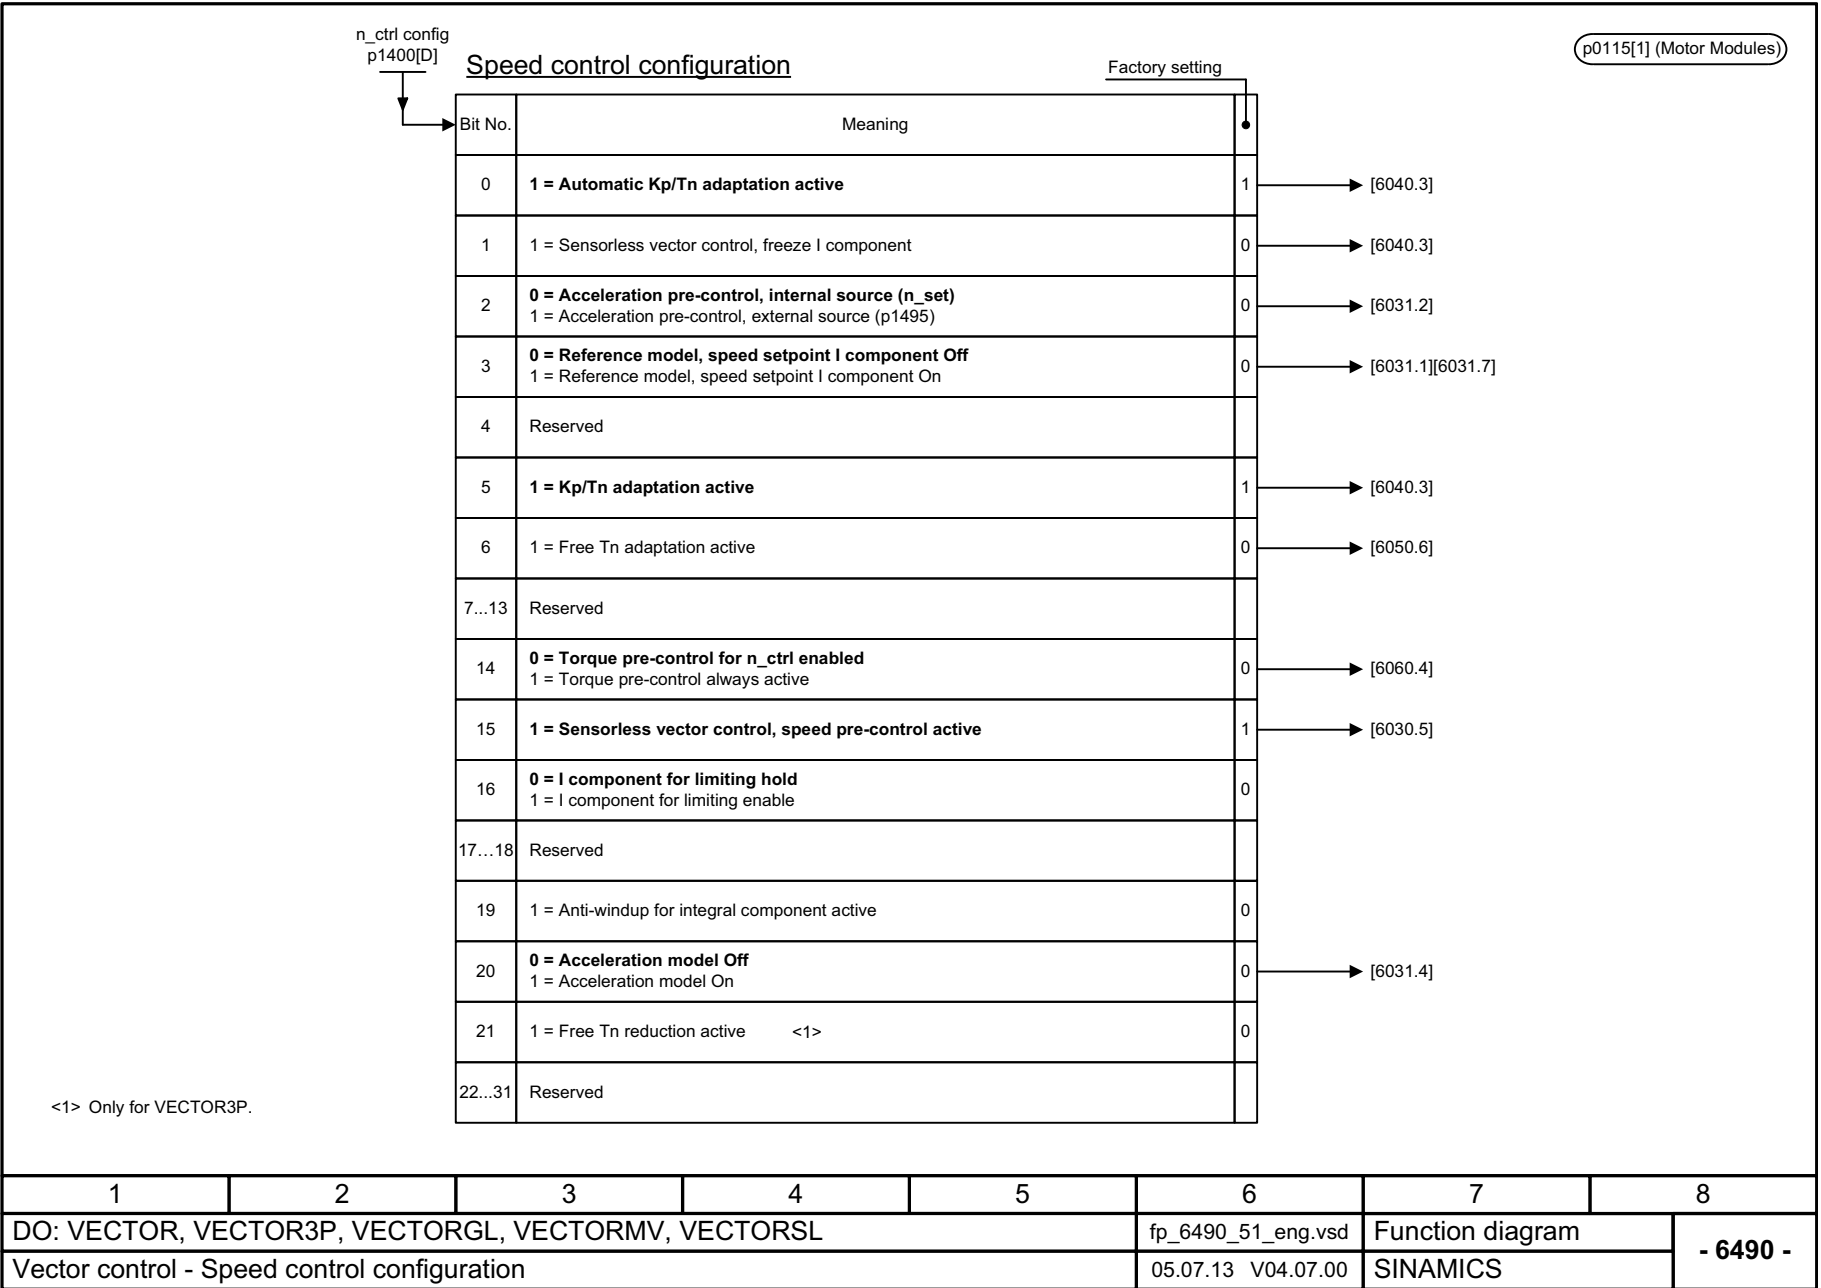 n_ctrl config
p1400[D]
Speed control configuration
Factory setting
p0115[1] (Motor Modules)
Bit No. Meaning
0 1 = Automatic Kp/Tn adaptation active 1 [6040.3]
1 1 = Sensorless vector control, freeze I component 0 [6040.3]
2 0 = Acceleration pre-control, internal source (n_set)
1 = Acceleration pre-control, external source (p1495) 0 [6031.2]
3 0 = Reference model, speed setpoint I component Off
1 = Reference model, speed setpoint I component On 0 [6031.1][6031.7]
4 Reserved
5 1 = Kp/Tn adaptation active 1 [6040.3]
6 1 = Free Tn adaptation active 0 [6050.6]
7...13 Reserved
14 0 = Torque pre-control for n_ctrl enabled
1 = Torque pre-control always active 0 [6060.4]
15 1 = Sensorless vector control, speed pre-control active 1 [6030.5]
16 0 = I component for limiting hold
1 = I component for limiting enable 0
17…18 Reserved
19 1 = Anti-windup for integral component active 0
20 0 = Acceleration model Off
1 = Acceleration model On 0 [6031.4]
21 1 = Free Tn reduction active <1> 0
22...31 Reserved
<1> Only for VECTOR3P.
1 2 3 4 5 6 7 8
DO: VECTOR, VECTOR3P, VECTORGL, VECTORMV, VECTORSL fp_6490_51_eng.vsd Function diagram
- 6490 -
Vector control - Speed control configuration 05.07.13 V04.07.00 SINAMICS